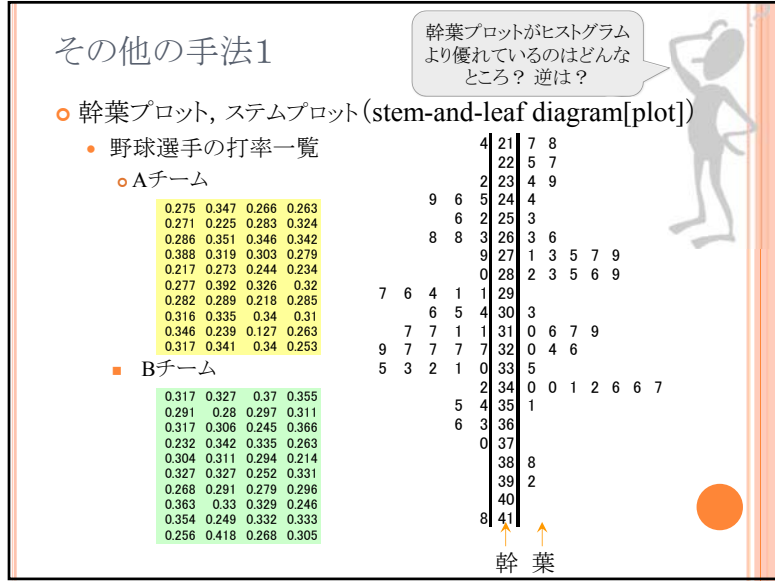 その他の手法1
幹葉プロットがヒストグラム
より優れているのはどんな
ところ？ 逆は？
幹葉プロット，ステムプロット（stem-and-leaf diagram[plot]）
野球選手の打率一覧
Aチーム
0.275 0.347 0.266 0.263
0.271 0.225 0.283 0.324
0.286 0.351 0.346 0.342
0.388 0.319 0.303 0.279
0.217 0.273 0.244 0.234
0.277 0.392 0.326 0.32
0.282 0.289 0.218 0.285
0.316 0.335 0.34 0.31
0.346 0.239 0.127 0.263
0.317 0.341 0.34 0.253
Bチーム
0.317 0.327 0.37 0.355
0.291 0.28 0.297 0.311
0.317 0.306 0.245 0.366
0.232 0.342 0.335 0.263
0.304 0.311 0.294 0.214
0.327 0.327 0.252 0.331
0.268 0.291 0.279 0.296
0.363 0.33 0.329 0.246
0.354 0.249 0.332 0.333
0.256 0.418 0.268 0.305
4 21 7 8
22 5 7
2 23 4 9
9 6 5 24 4
6 2 25 3
8 8 3 26 3 6
9 27 1 3 5 7 9
0 28 2 3 5 6 9
7 6 4 1 1 29
6 5 4 30 3
7 7 1 1 31 0 6 7 9
9 7 7 7 7 32 0 4 6
5 3 2 1 0 33 5
2 34 0 0 1 2 6 6 7
5 4 35 1
6 3 36
0 37
38 8
39 2
40
8 41
幹 葉